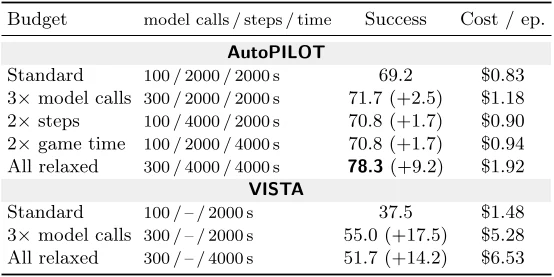 Budget model calls / steps / time Success Cost / ep.
AutoPILOT
Standard 100 / 2000 / 2000 s 69.2 $0.83
3× model calls 300 / 2000 / 2000 s 71.7 (+2.5) $1.18
2× steps 100 / 4000 / 2000 s 70.8 (+1.7) $0.90
2× game time 100 / 2000 / 4000 s 70.8 (+1.7) $0.94
All relaxed 300 / 4000 / 4000 s 78.3 (+9.2) $1.92
VISTA
Standard 100 / – / 2000 s 37.5 $1.48
3× model calls 300 / – / 2000 s 55.0 (+17.5) $5.28
All relaxed 300 / – / 4000 s 51.7 (+14.2) $6.53